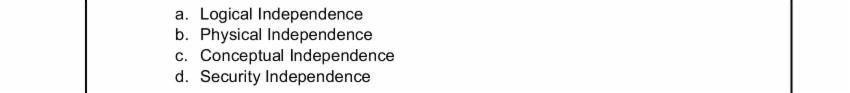 a. Logical Independence
b. Physical Independence
c. Conceptual Independence
d. Security Independence